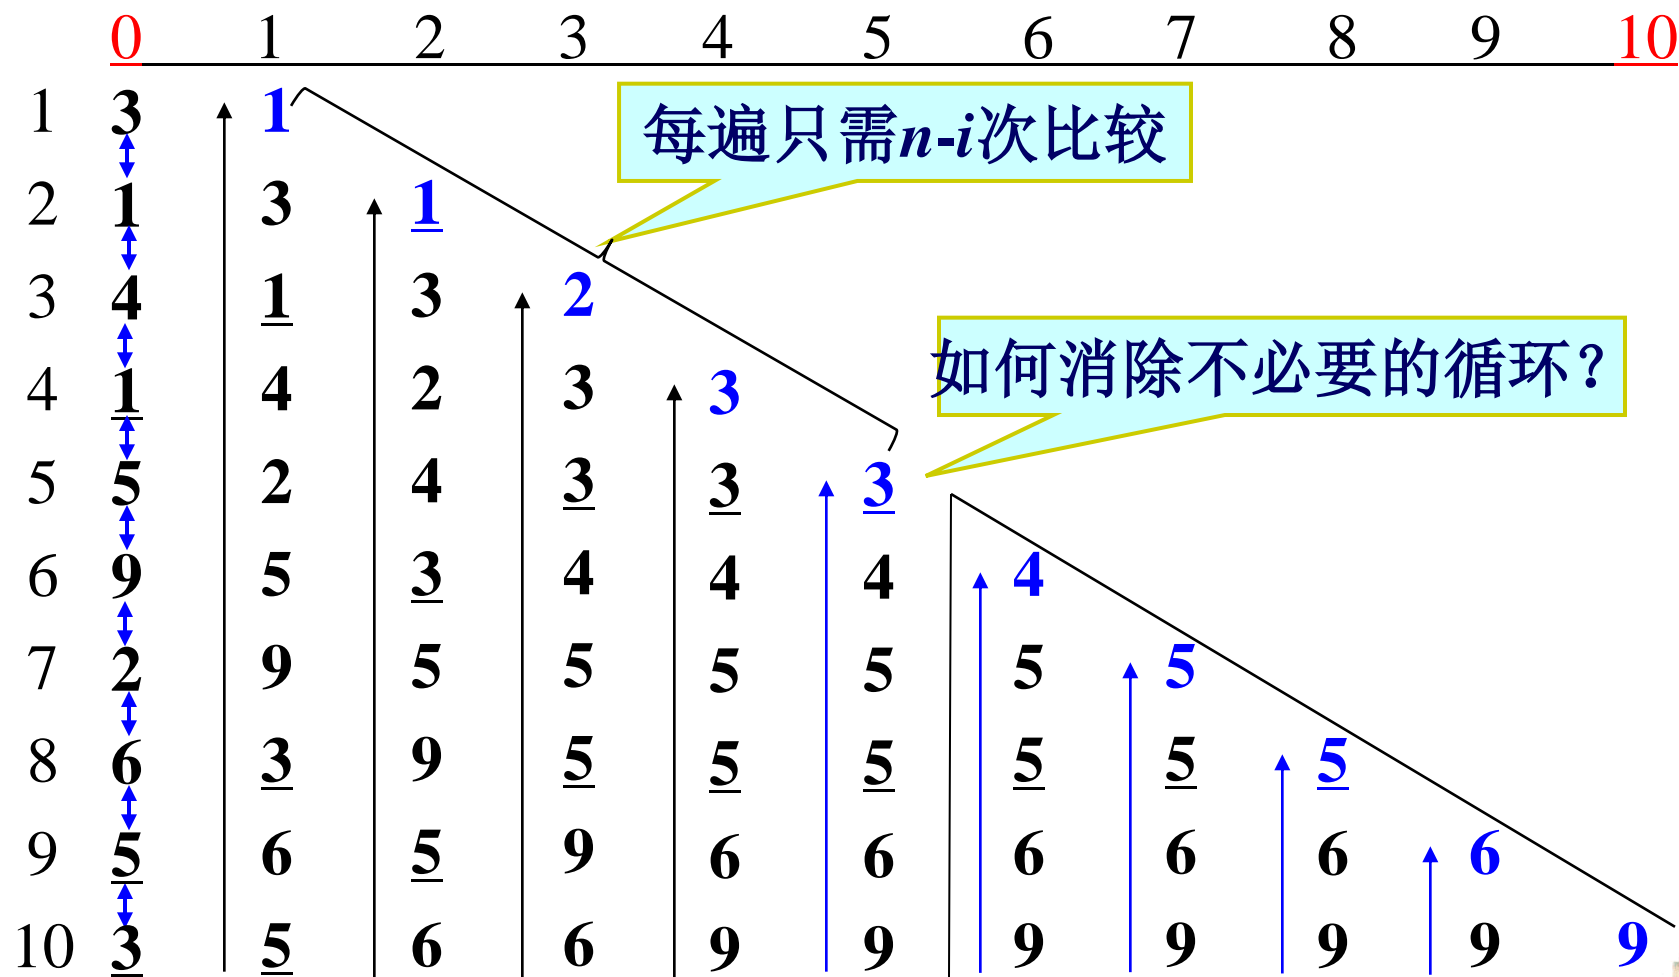 0 1 2 3 4 5 6 7 8 9 10
1 3 1
每遍只需n-i次比较
2 1 3 1
3 4 1 3 2
如何消除不必要的循环？
4 1 4 2 3 3
5 5 2 4 3 3 3
6 9 5 3 4 4 4 4
7 2 9 5 5 5 5 5 5
8 6 3 9 5 5 5 5 5 5
9 5 6 5 9 6 6 6 6 6 6
10 3 5 6 6 9 9 9 9 9 9 9